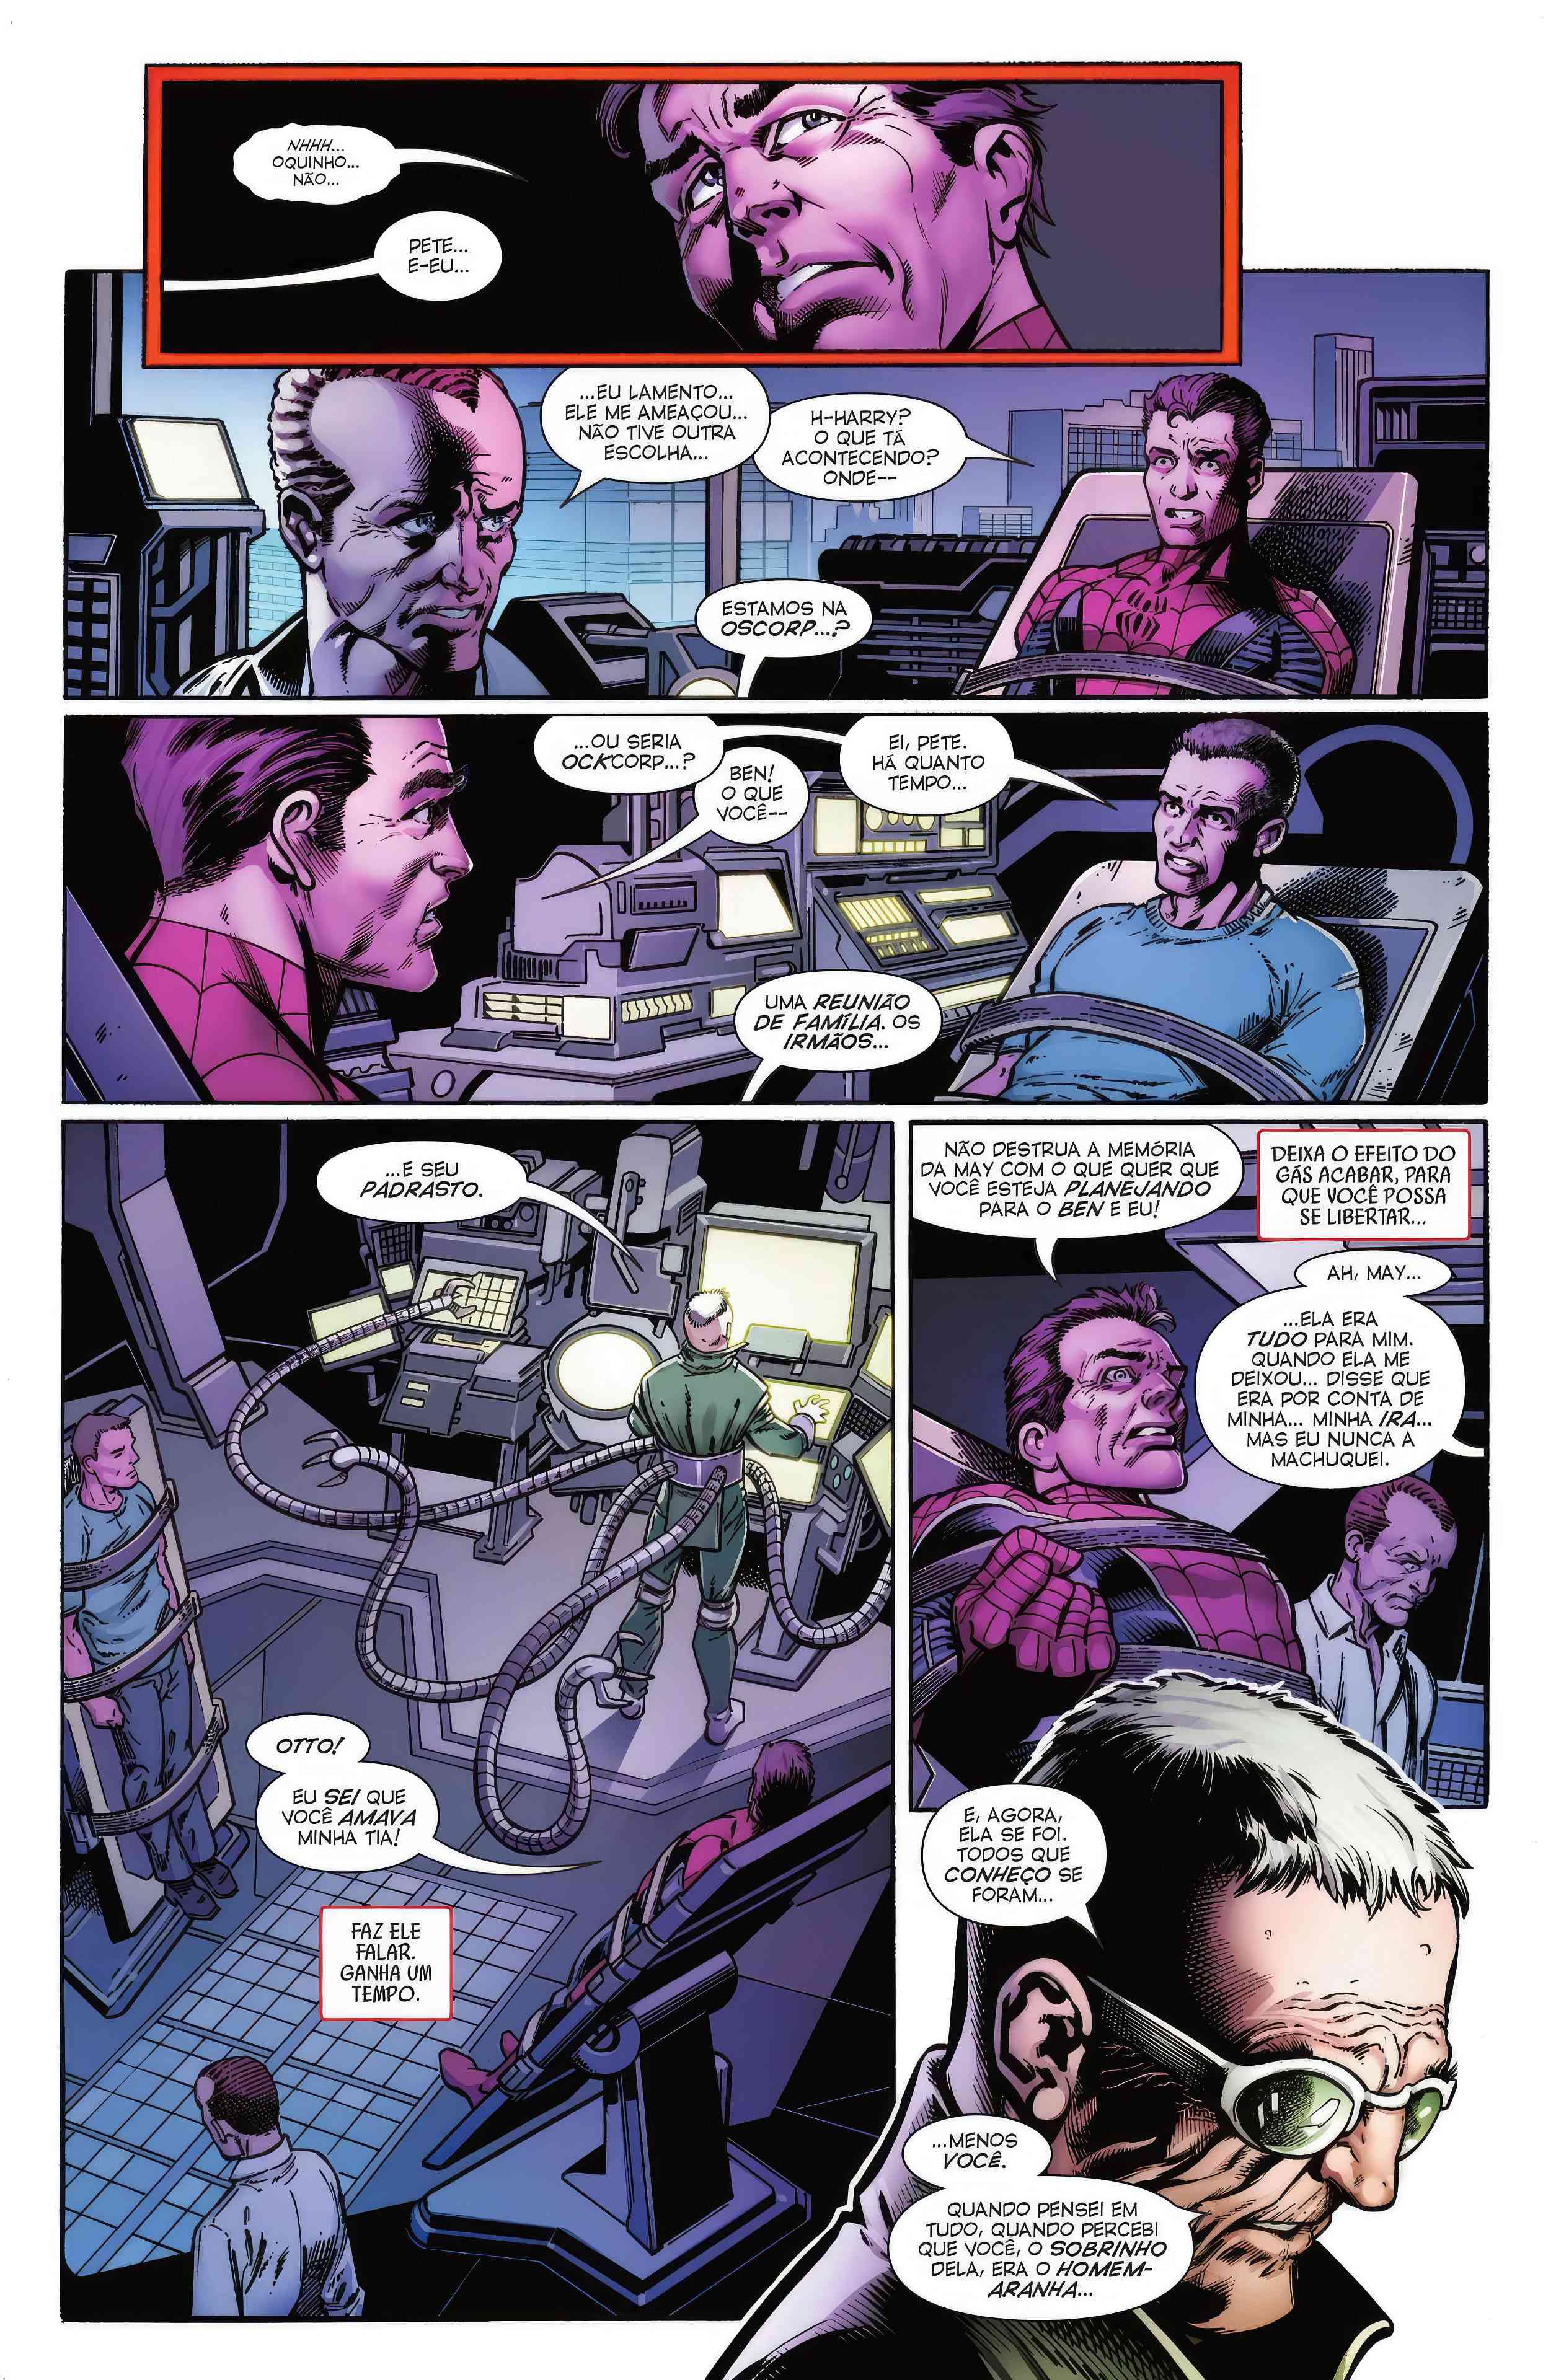 NHHH...
OQUINHO...
NÃO...
PETE...
E-EU...
...EU LAMENTO...
ELE ME AMEAÇOU...
NÃO TIVE OUTRA
ESCOLHA...
H-HARRY?
O QUE TÁ
ACONTECENDO?
ONDE--
ESTAMOS NA
OSCORP...?
...OU SERIA
OCKCORP...?
BEN!
O QUE
VOCÊ--
EI, PETE.
HÁ QUANTO
TEMPO...
UMA REUNIÃO
DE FAMÍLIA. OS
IRMÃOS...
...E SEU
PADRASTO.
OTTO!
EU SEI QUE
VOCÊ AMAVA
MINHA TIA!
FAZ ELE
FALAR.
GANHA UM
TEMPO.
NÃO DESTRUA A MEMÓRIA
DA MAY COM O QUE QUER QUE
VOCÊ ESTEJA PLANEJANDO
PARA O BEN E EU!
DEIXA O EFEITO DO
GÁS ACABAR, PARA
QUE VOCÊ POSSA
SE LIBERTAR...
AH, MAY...
...ELA ERA
TUDO PARA MIM.
QUANDO ELA ME
DEIXOU... DISSE QUE
ERA POR CONTA DE
MINHA... MINHA IRA...
MAS EU NUNCA A
MACHUQUEI.
E, AGORA,
ELA SE FOI.
TODOS QUE
CONHEÇO SE
FORAM...
...MENOS
VOCÊ.
QUANDO PENSEI EM
TUDO, QUANDO PERCEBI
QUE VOCÊ, O SOBRINHO
DELA, ERA O HOMEM-
ARANHA...